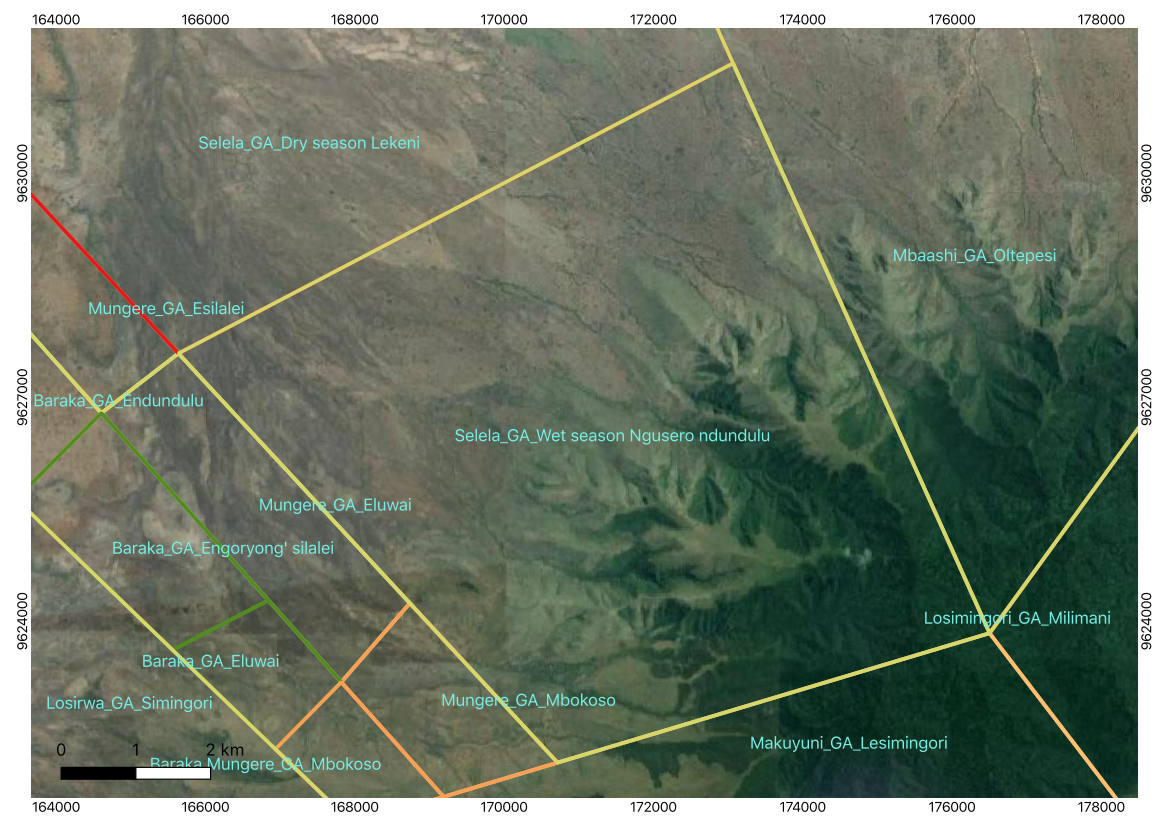 164000 166000 168000 170000 172000 174000 176000 178000
9630000
9630000
Selela_GA_Dry season Lekeni
Mbaashi_GA_Oltepesi
Mungere_GA_Esilalei
9627000
9627000
Baraka_GA_Endundulu
Selela_GA_Wet season Ngusero ndundulu
Mungere_GA_Eluwai
Baraka_GA_Engoryong' silalei
9624000
9624000
Losimingori_GA_Milimani
Baraka_GA_Eluwai
Losirwa_GA_Simingori
Mungere_GA_Mbokoso
Makuyuni_GA_Lesimingori
0 1 2 km
Baraka Mungere_GA_Mbokoso
164000 166000 168000 170000 172000 174000 176000 178000